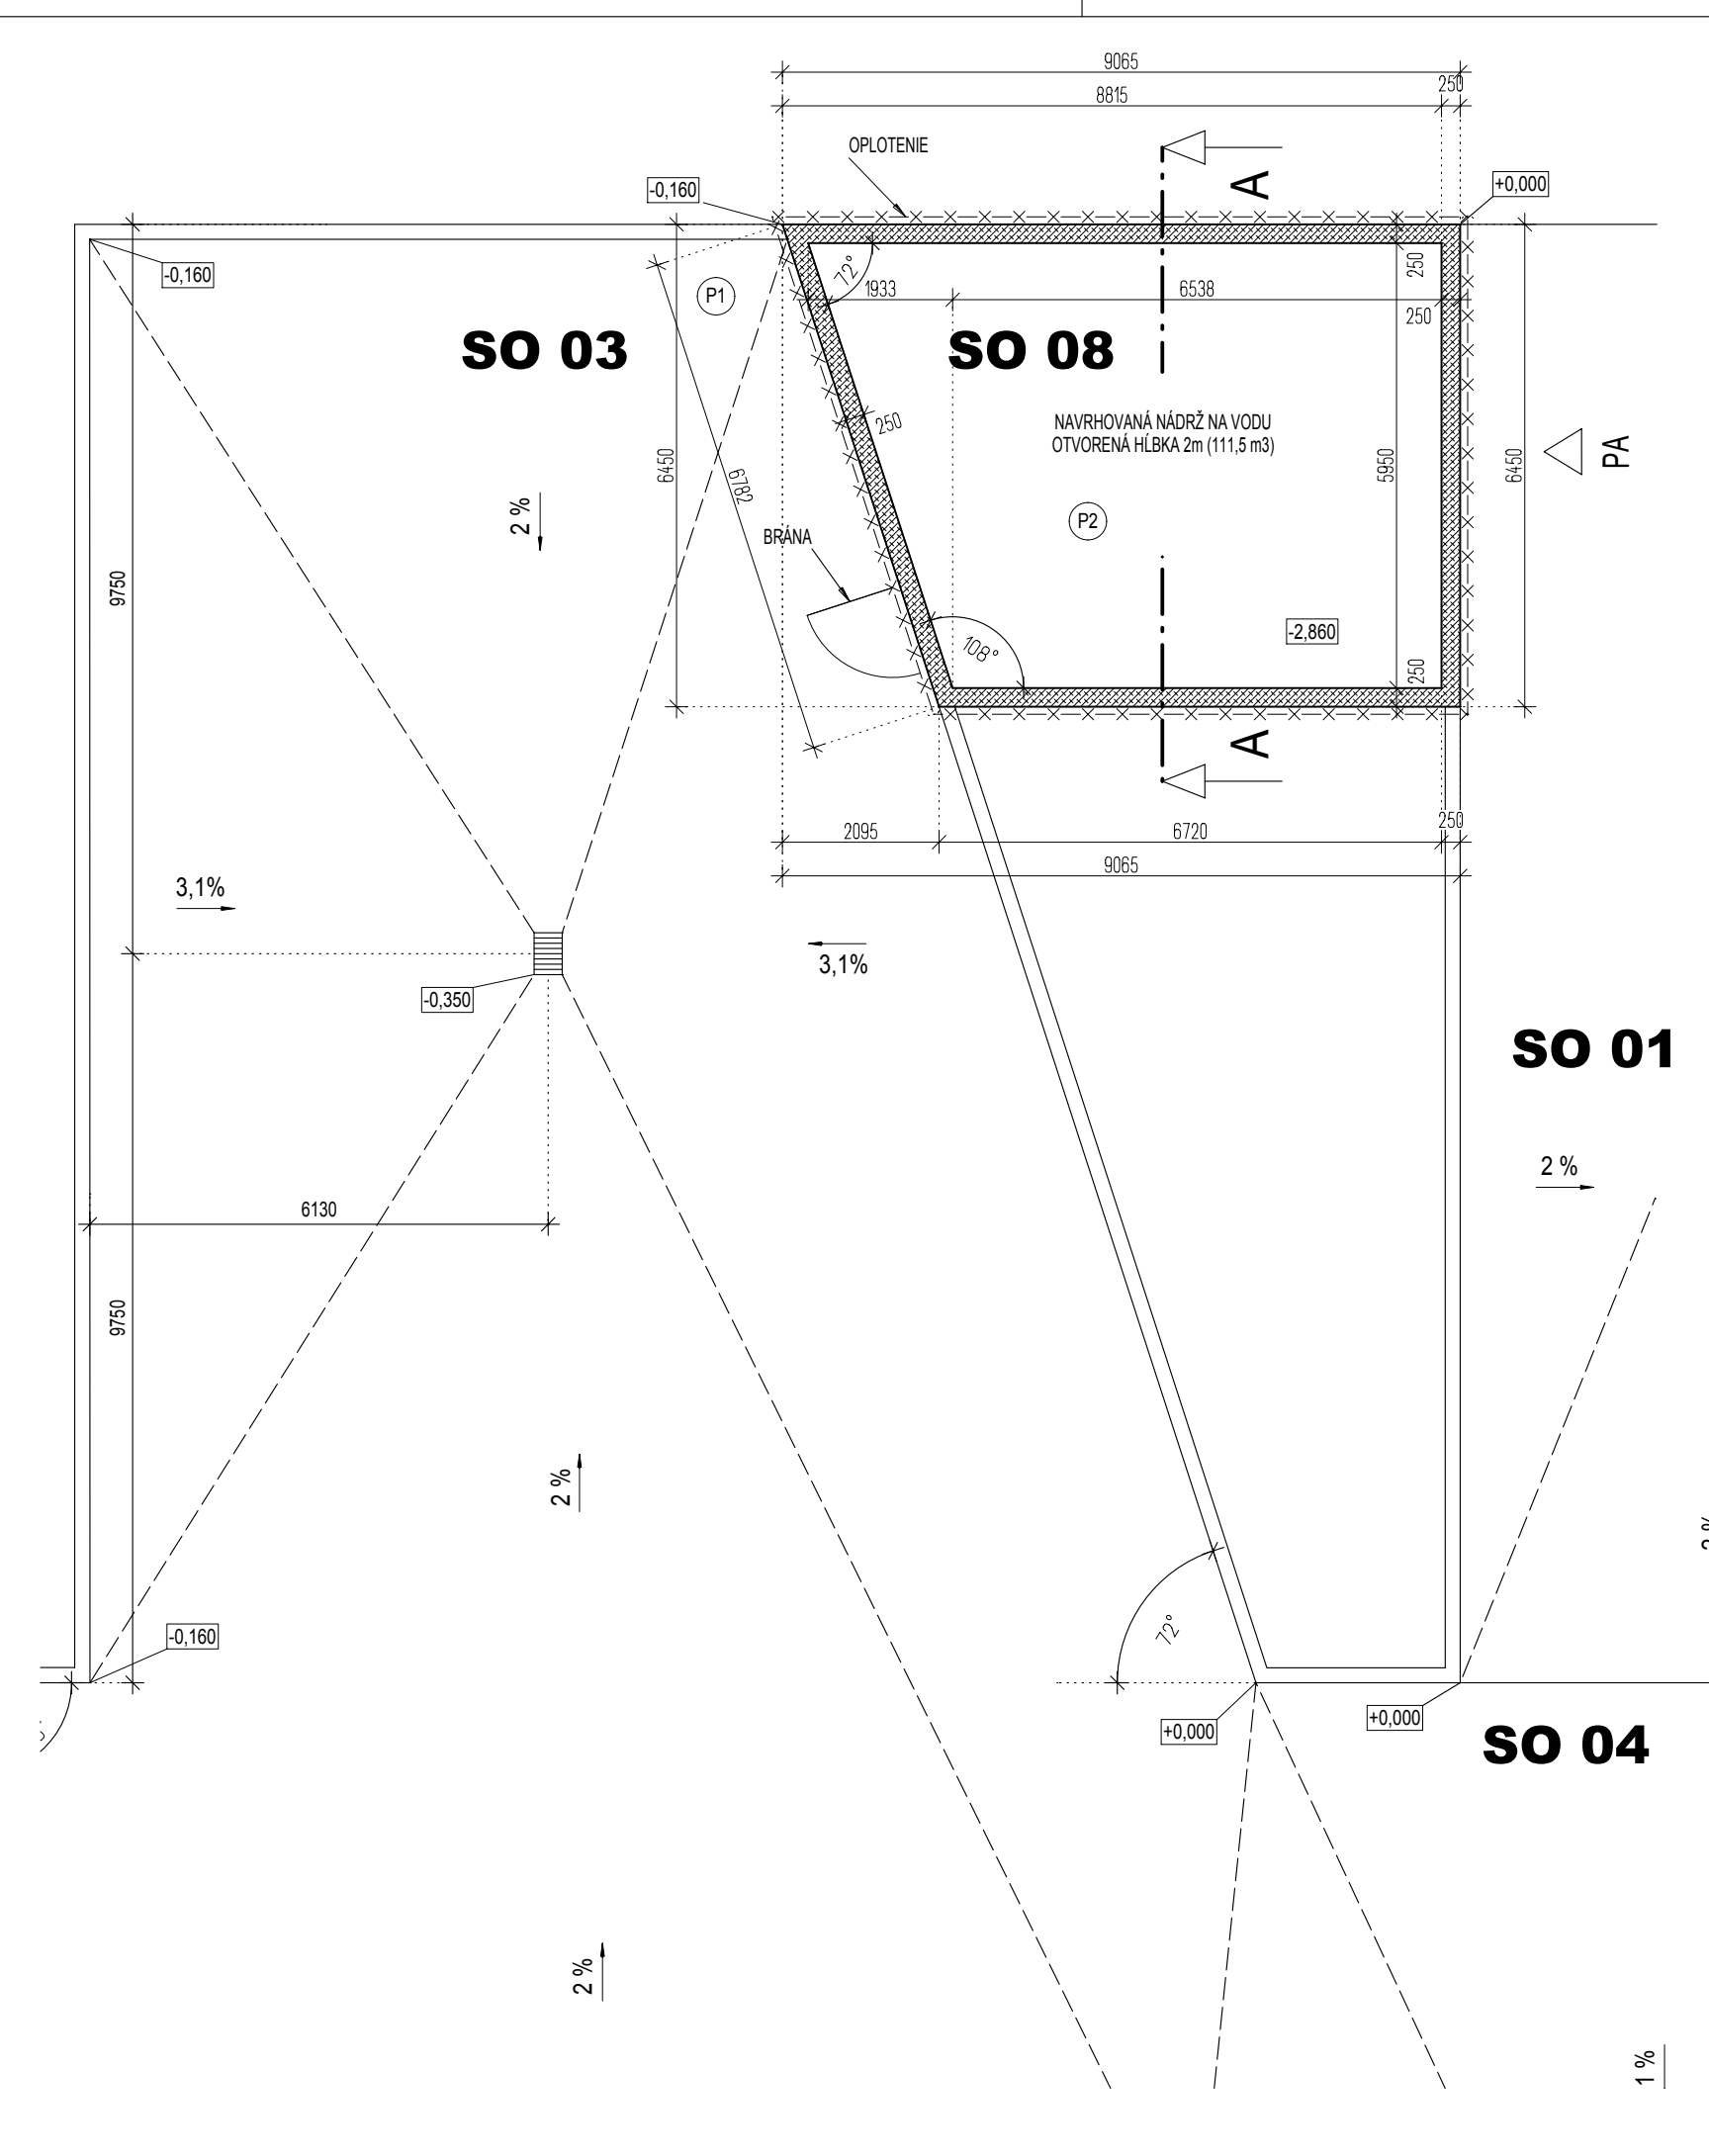 9065
250
8815
OPLOTENIE
A
-0,160
+0,000
-0,160
P1
72°
250
1933
6538
250
SO 03
SO 08
250
NAVRHOVANÁ NÁDRŽ NA VODU
OTVORENÁ HĹBKA 2m (111,5 m3)
PA
6450
6782
5950
6450
2 %
P2
BRÁNA
9750
108°
-2,860
250
A
2095
6720
250
9065
3,1%
3,1%
-0,350
SO 01
2 %
6130
9750
2 %
72°
-0,160
+0,000
+0,000
SO 04
2 %
1 %